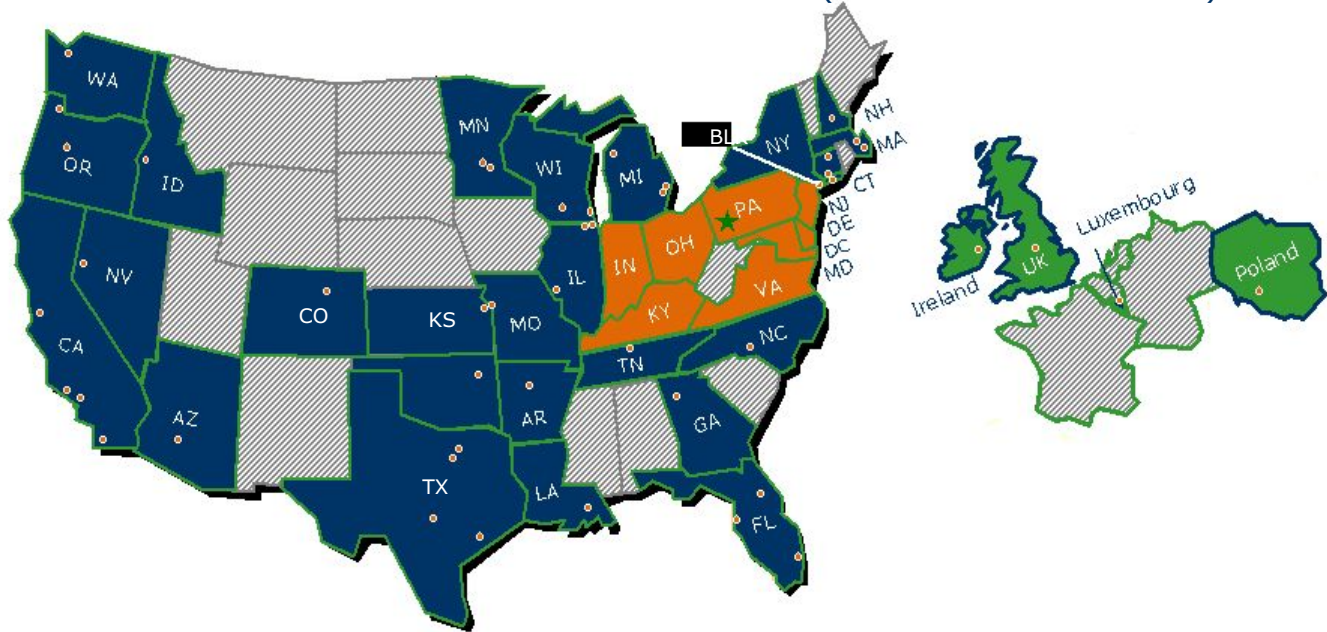 WA
OR
ID
NV
CA
AZ
CO
KS
TX
MN
WI
IL
MO
AR
LA
MI
IN
OH
KY
TN
PA
VA
NC
GA
FL
BL
NY
NH
MA
CT
NJ
DE
DC
MD
Ireland
UK
Luxembourg
Poland